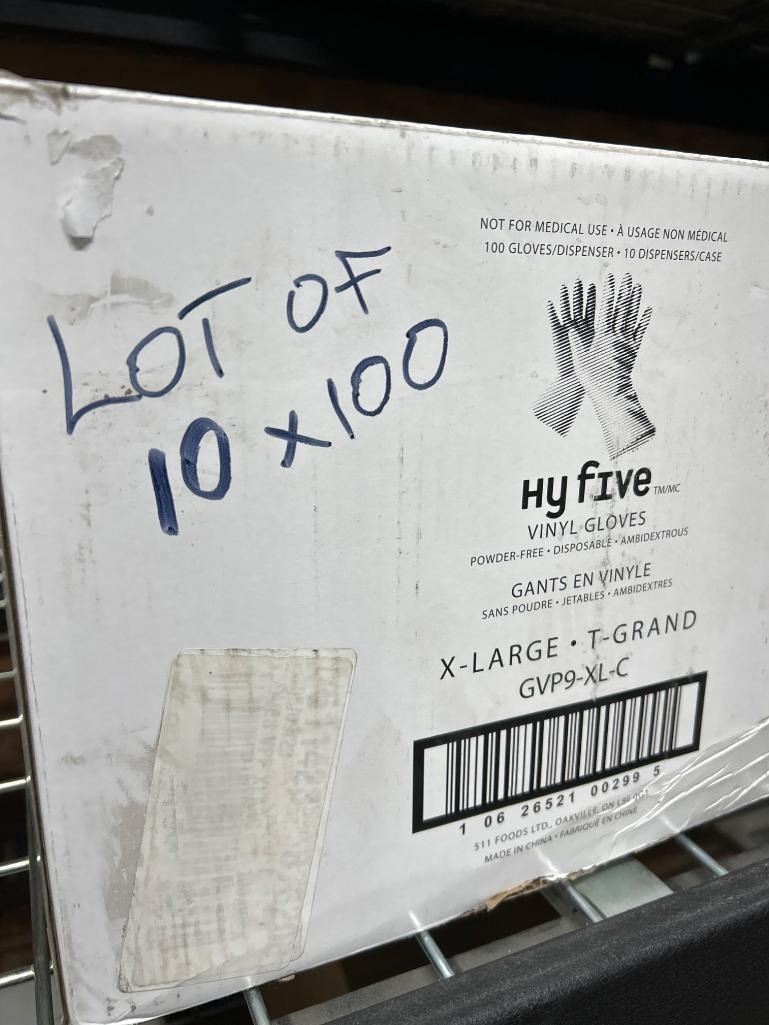 LOT OF
10 x 100
NOT FOR MEDICAL USE • À USAGE NON MÉDICAL
100 GLOVES/DISPENSER • 10 DISPENSERS/CASE
Hy fIve TM/MC
VINYL GLOVES
POWDER-FREE • DISPOSABLE • AMBIDEXTROUS
GANTS EN VINYLE
SANS POUDRE • JETABLES • AMBIDEXTRES
X-LARGE • T-GRAND
GVP9-XL-C
1 06 26521 00299 5
511 FOODS LTD., OAKVILLE, ON
MADE IN CHINA • FABRIQUÉ EN CHINE